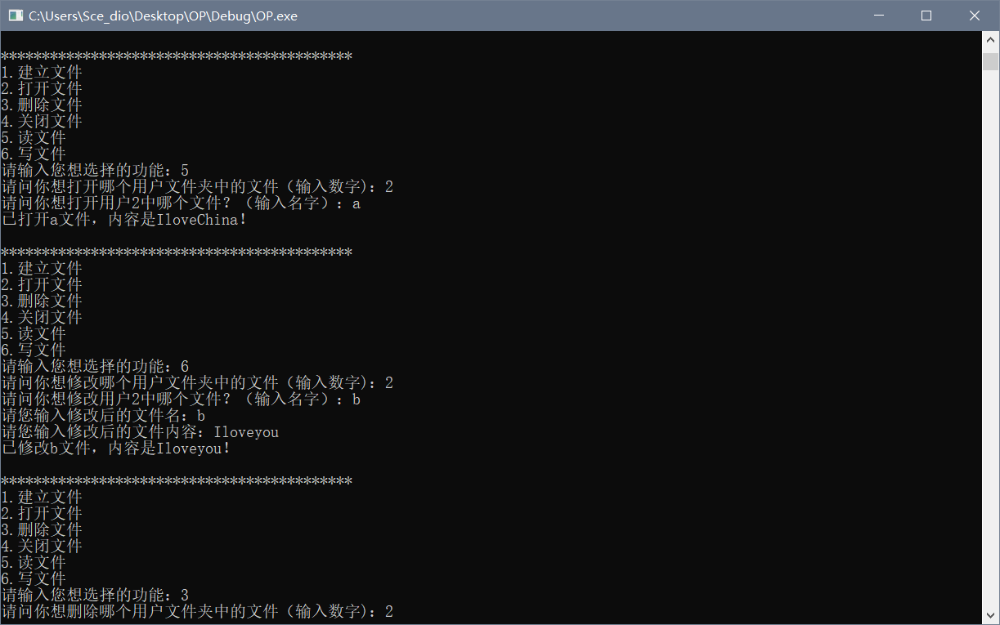 C:\Users\Sce_dio\Desktop\OP\Debug\OP.exe
*******************************************
1.建立文件
2.打开文件
3.删除文件
4.关闭文件
5.读文件
6.写文件
请输入您想选择的功能：5
请问你想打开哪个用户文件夹中的文件（输入数字)：2
请问你想打开用户2中哪个文件？（输入名字）：a
已打开a文件，内容是IloveChina!
*******************************************
1.建立文件
2.打开文件
3.删除文件
4.关闭文件
5.读文件
6.写文件
请输入您想选择的功能：6
请问你想修改哪个用户文件夹中的文件（输入数字)：2
请问你想修改用户2中哪个文件？（输入名字）：b
请您输入修改后的文件名：b
请您输入修改后的文件内容：Iloveyou
已修改b文件，内容是Iloveyou!
*******************************************
1.建立文件
2.打开文件
3.删除文件
4.关闭文件
5.读文件
6.写文件
请输入您想选择的功能：3
请问你想删除哪个用户文件夹中的文件（输入数字)：2